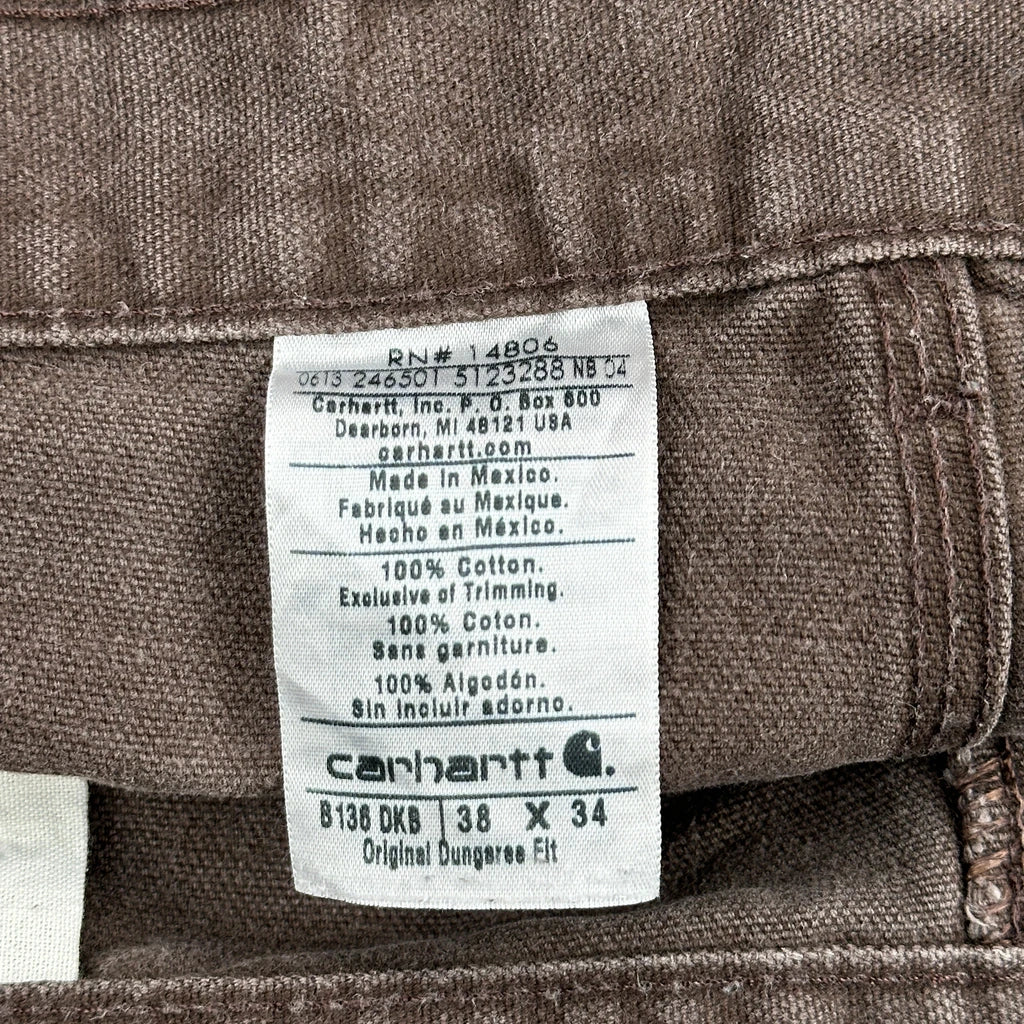 RN# 14806
0613 246501 5123288 NB 04
Carhartt, Inc. P. O. Box 600
Dearborn, MI 48121 USA
carhartt.com
Made in Mexico.
Fabriqué au Mexique.
Hecho en México.
100% Cotton.
Exclusive of Trimming.
100% Coton.
Sans garniture.
100% Algodón.
Sin incluir adorno.
carhartt
B136 DKB 38 X 34
Original Dungaree Fit